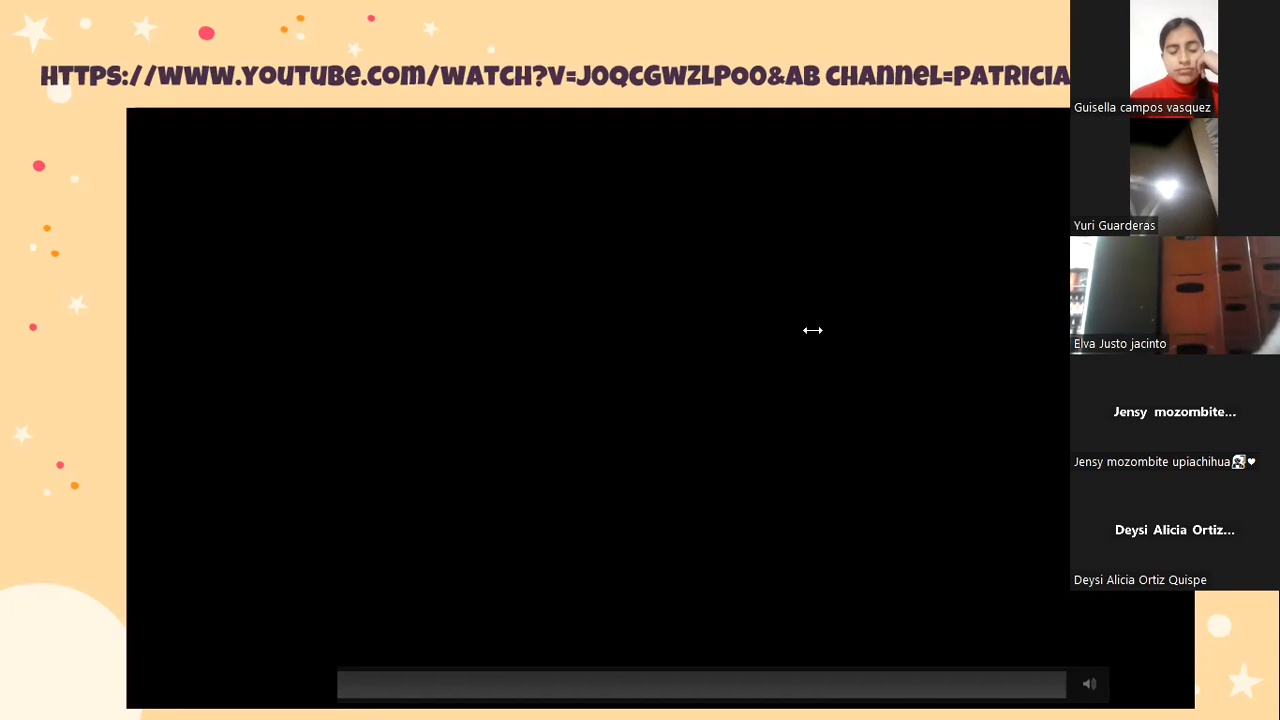 HTTPS://WWW.YOUTUBE.COM/WATCH?V=JOQCGWZLPOO&AB CHANNEL=PATRICIA
Guisella campos vasquez
Yuri Guarderas
Elva Justo jacinto
Jensy mozombite...
Jensy mozombite upiachihua
Deysi Alicia Ortiz...
Deysi Alicia Ortiz Quispe